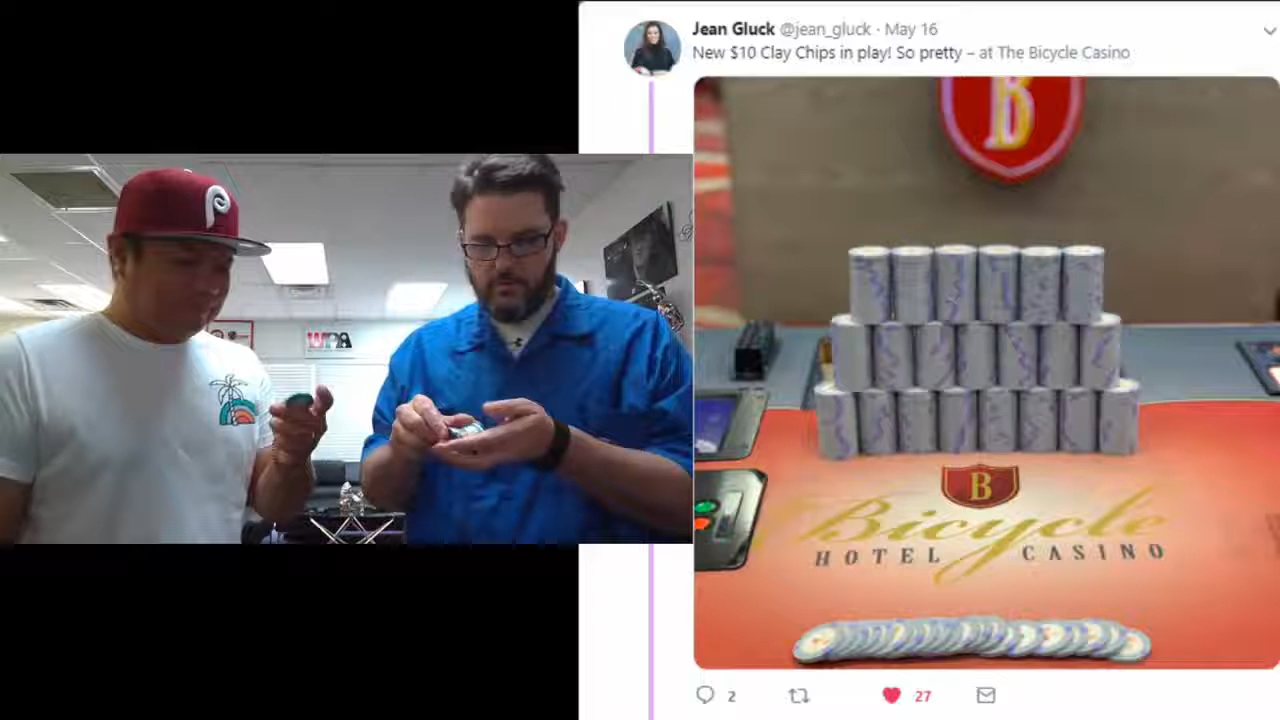 Jean Gluck @jean_gluck · May 16
New $10 Clay Chips in play! So pretty – at The Bicycle Casino
B
P
WPA
B
Bicycle
HOTEL CASINO
2
27